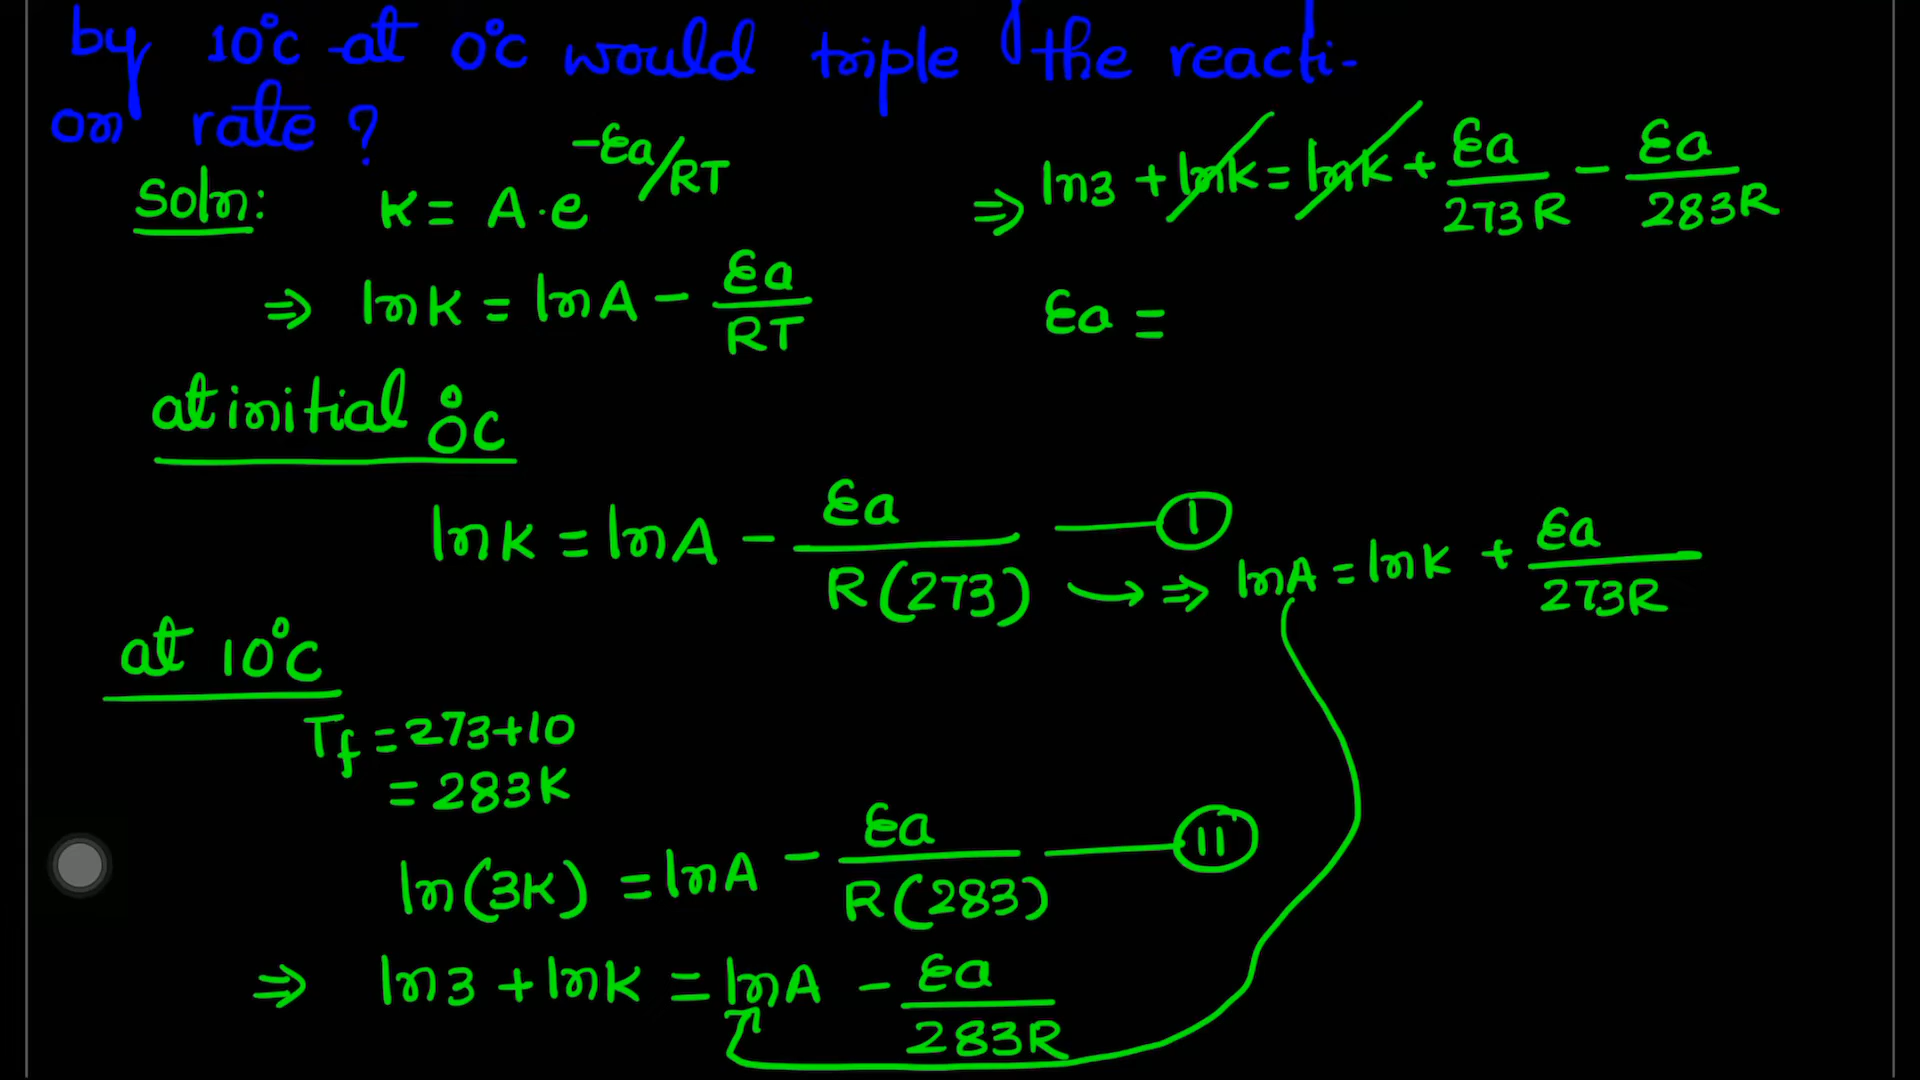 by 10°C at 0°C would triple the reacti-
on rate ?
Soln: K = A.e^-Ea/RT
⇒ lnK = lnA - Ea/RT
at initial 0°C
lnK = lnA - Ea/R(273) — I
⇒ lnA = lnK + Ea/273R
at 10°C
Tf = 273+10
= 283K
ln(3K) = lnA - Ea/R(283) — II
⇒ ln3 + lnK = lnA - Ea/283R
⇒ ln3 + lnK = lnK + Ea/273R - Ea/283R
Ea =